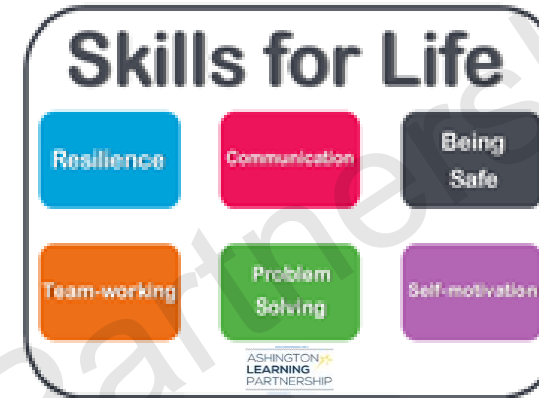 Skills for Life
Resilience
Communication
Being
Safe
Team-working
Problem
Solving
Self-motivation
ASHINGTON
LEARNING
PARTNERSHIP